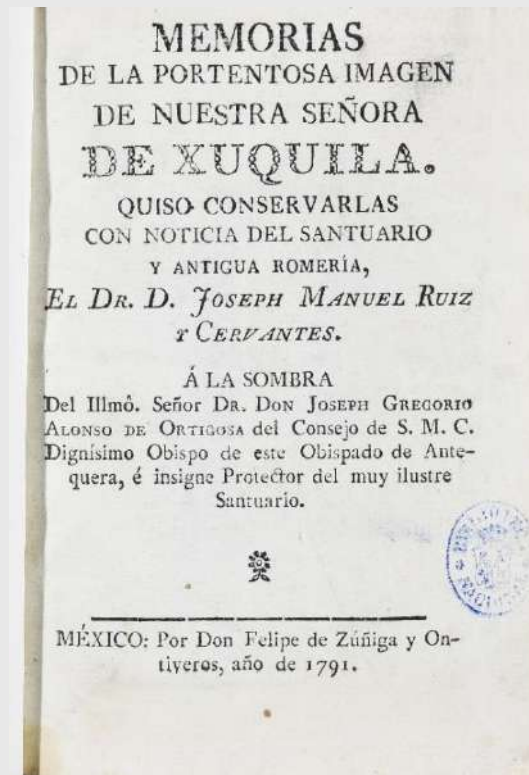 MEMORIAS
DE LA PORTENTOSA IMAGEN
DE NUESTRA SEÑORA
DE XUQUILA.
QUISO CONSERVARLAS
CON NOTICIA DEL SANTUARIO
Y ANTIGUA ROMERÍA,
EL DR. D. JOSEPH MANUEL RUIZ
Y CERVANTES.
Á LA SOMBRA
Del Illmô. Señor DR. DON JOSEPH GREGORIO
ALONSO DE ORTIGOSA del Consejo de S. M. C.
Dignísimo Obispo de este Obispado de Ante-
quera, é insigne Protector del muy ilustre
Santuario.
MÉXICO: Por Don Felipe de Zúñiga y On-
tiveros, año de 1791.